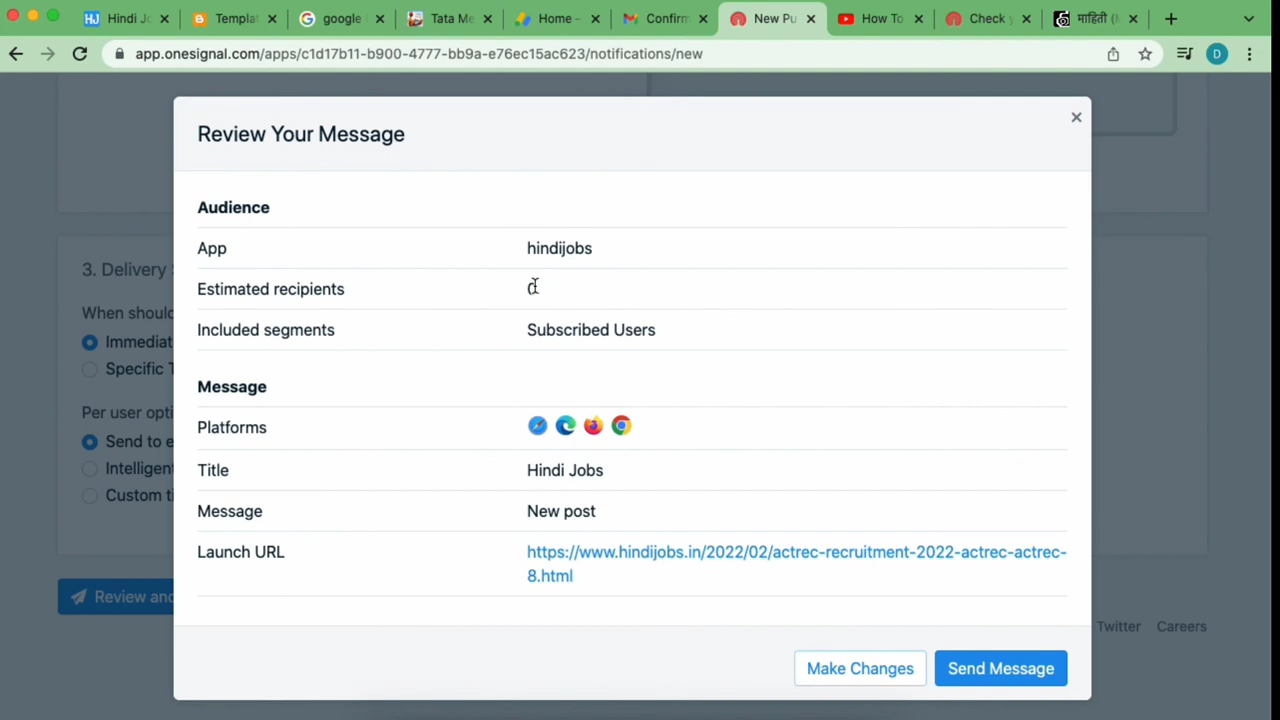 Hindi Jo
Templat
google
Tata Me
Home –
Confirm
New Pu
How To
Check
माहिती (
app.onesignal.com/apps/c1d17b11-b900-4777-bb9a-e76ec15ac623/notifications/new
D
Review Your Message
Audience
App hindijobs
Estimated recipients
Included segments Subscribed Users
Message
Platforms
Title Hindi Jobs
Message New post
Launch URL https://www.hindijobs.in/2022/02/actrec-recruitment-2022-actrec-actrec-
8.html
Make Changes Send Message
3. Delivery
When shoul
Immediat
Specific T
Per user opti
Send to e
Intelligen
Custom ti
Review and
Twitter Careers